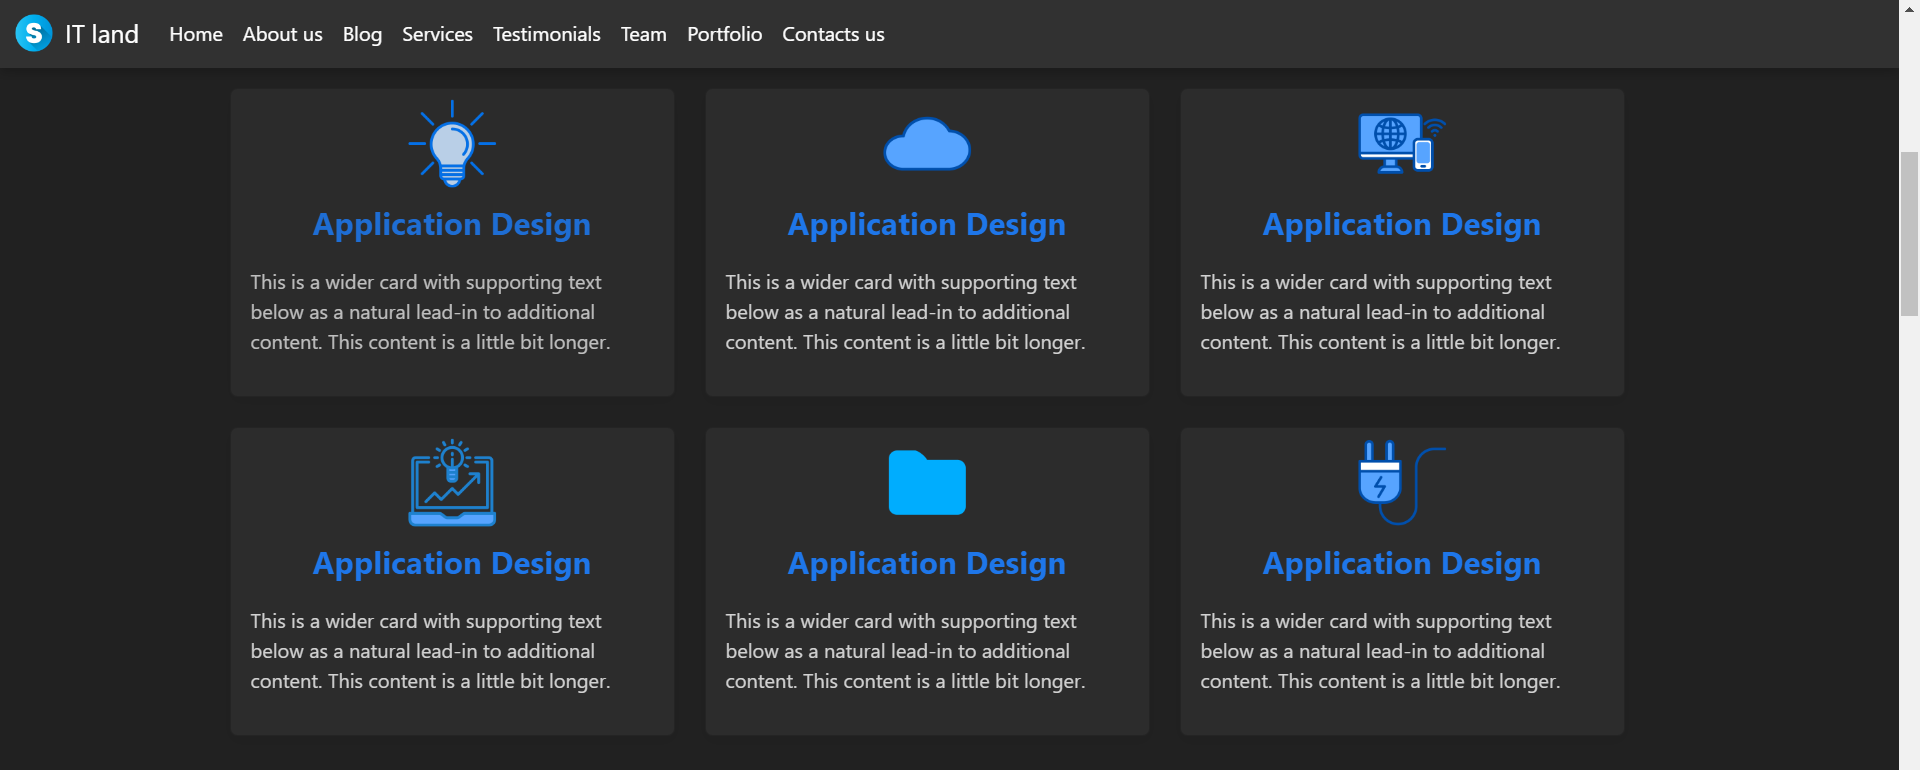 S IT land Home About us Blog Services Testimonials Team Portfolio Contacts us
Application Design
This is a wider card with supporting text
below as a natural lead-in to additional
content. This content is a little bit longer.
Application Design
This is a wider card with supporting text
below as a natural lead-in to additional
content. This content is a little bit longer.
Application Design
This is a wider card with supporting text
below as a natural lead-in to additional
content. This content is a little bit longer.
Application Design
This is a wider card with supporting text
below as a natural lead-in to additional
content. This content is a little bit longer.
Application Design
This is a wider card with supporting text
below as a natural lead-in to additional
content. This content is a little bit longer.
Application Design
This is a wider card with supporting text
below as a natural lead-in to additional
content. This content is a little bit longer.